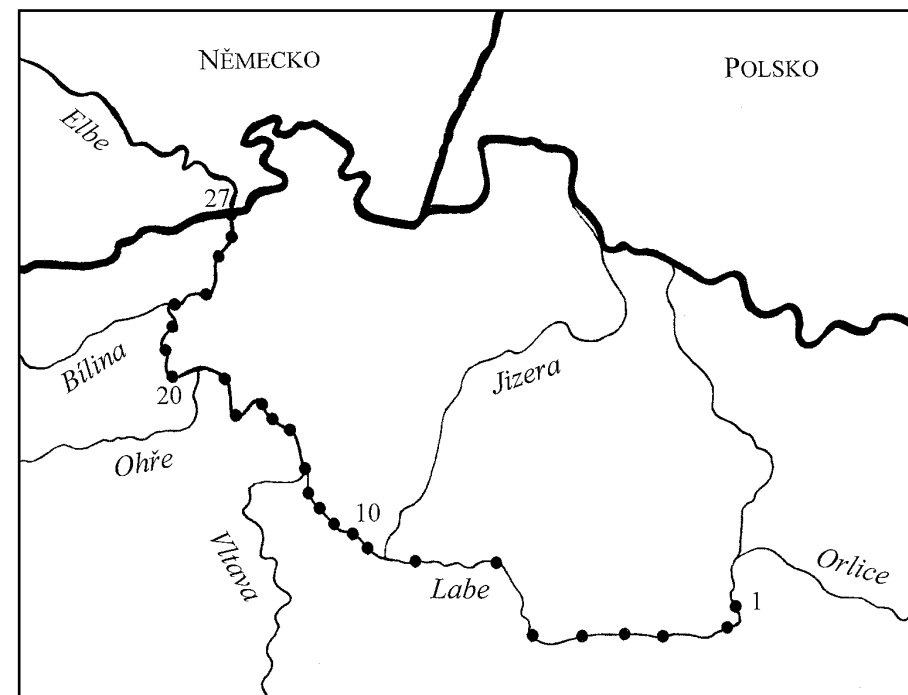 NĚMECKO
POLSKO
Elbe
27
Bílina
Jizera
20
Ohře
10
Vltava
Orlice
Labe
1